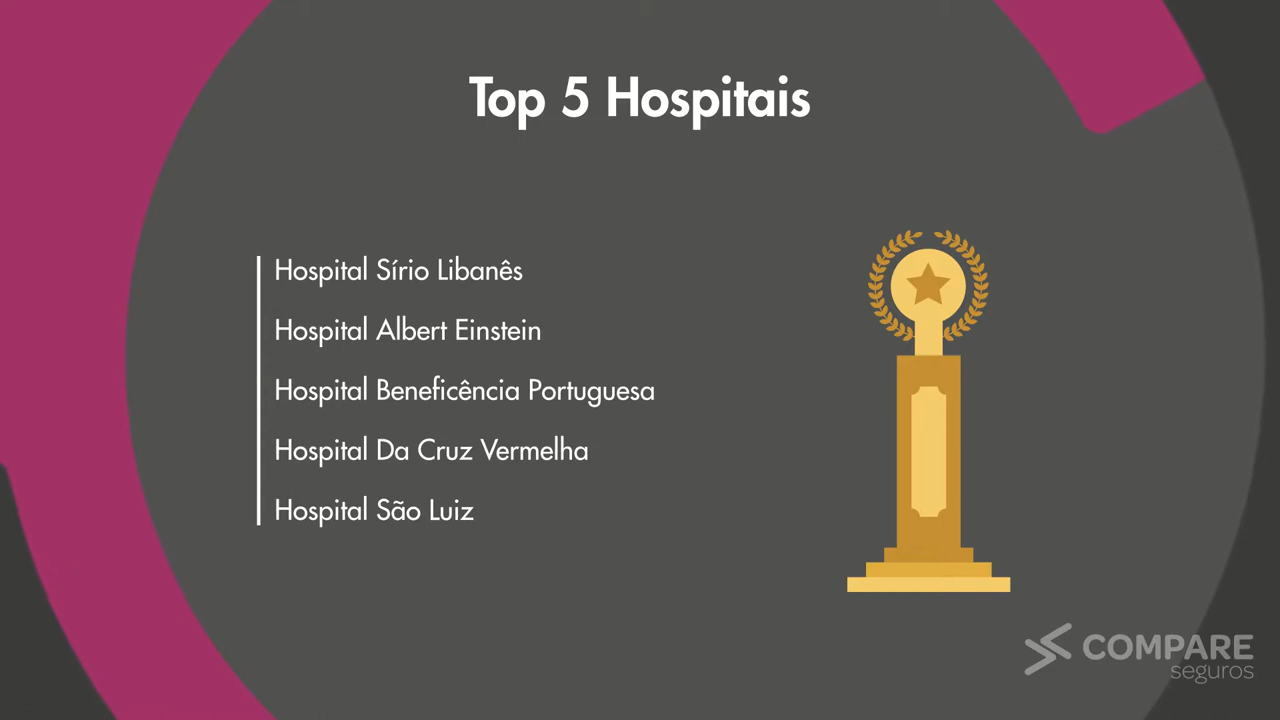 Top 5 Hospitais
Hospital Sírio Libanês
Hospital Albert Einstein
Hospital Beneficência Portuguesa
Hospital Da Cruz Vermelha
Hospital São Luiz
COMPARE
seguros